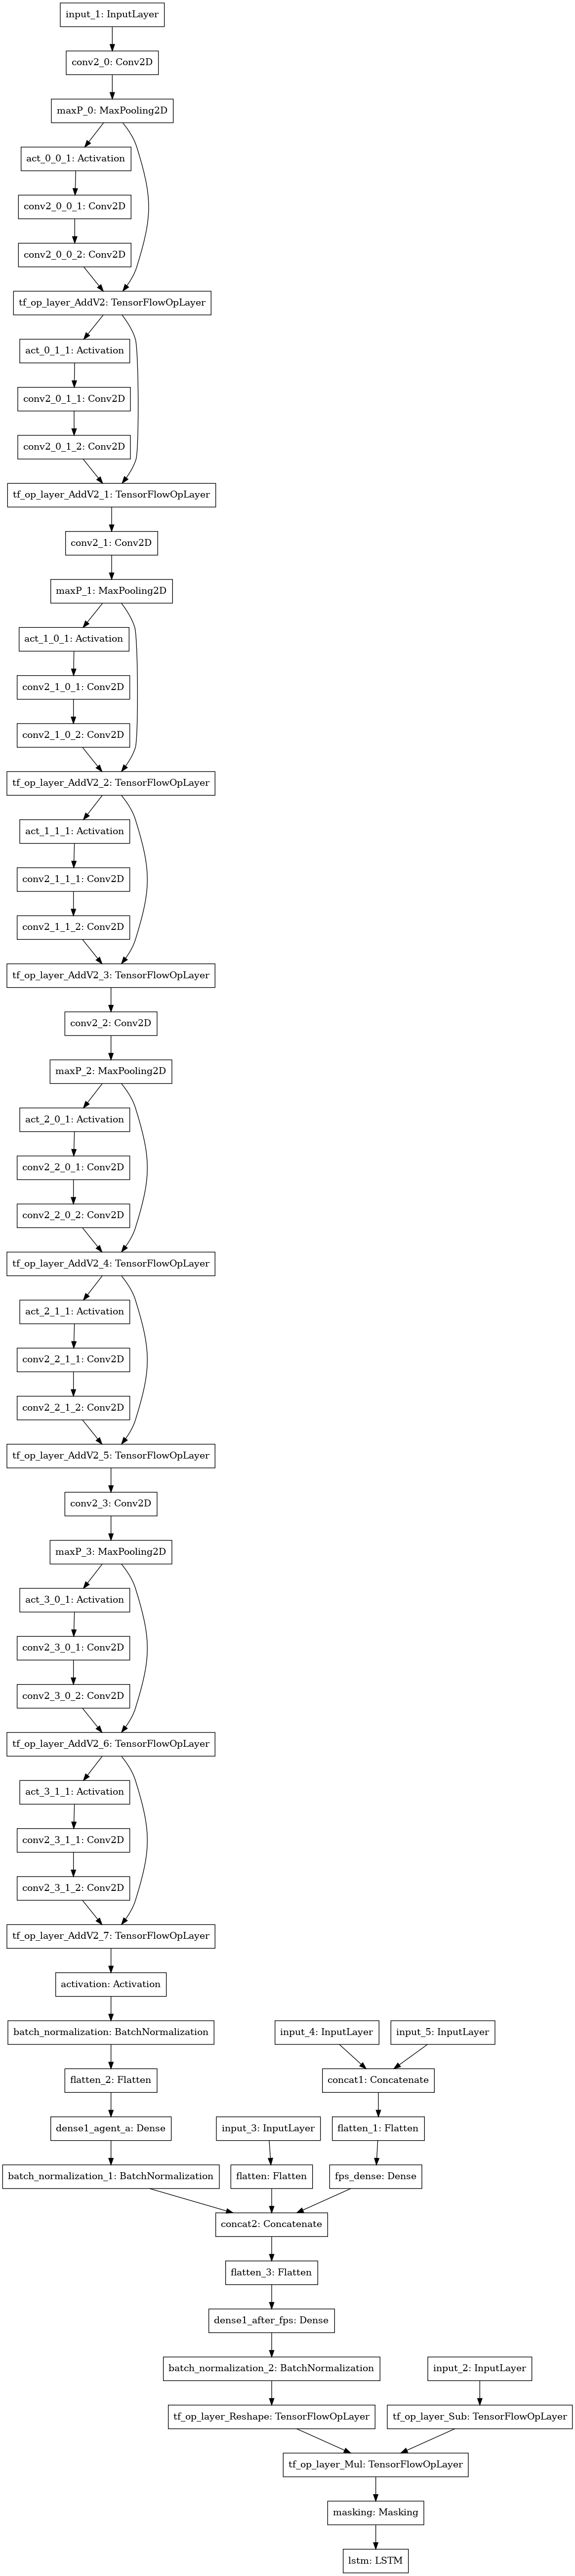 input_1: InputLayer
conv2_0: Conv2D
maxP_0: MaxPooling2D
act_0_0_1: Activation
conv2_0_0_1: Conv2D
conv2_0_0_2: Conv2D
tf_op_layer_AddV2: TensorFlowOpLayer
act_0_1_1: Activation
conv2_0_1_1: Conv2D
conv2_0_1_2: Conv2D
tf_op_layer_AddV2_1: TensorFlowOpLayer
conv2_1: Conv2D
maxP_1: MaxPooling2D
act_1_0_1: Activation
conv2_1_0_1: Conv2D
conv2_1_0_2: Conv2D
tf_op_layer_AddV2_2: TensorFlowOpLayer
act_1_1_1: Activation
conv2_1_1_1: Conv2D
conv2_1_1_2: Conv2D
tf_op_layer_AddV2_3: TensorFlowOpLayer
conv2_2: Conv2D
maxP_2: MaxPooling2D
act_2_0_1: Activation
conv2_2_0_1: Conv2D
conv2_2_0_2: Conv2D
tf_op_layer_AddV2_4: TensorFlowOpLayer
act_2_1_1: Activation
conv2_2_1_1: Conv2D
conv2_2_1_2: Conv2D
tf_op_layer_AddV2_5: TensorFlowOpLayer
conv2_3: Conv2D
maxP_3: MaxPooling2D
act_3_0_1: Activation
conv2_3_0_1: Conv2D
conv2_3_0_2: Conv2D
tf_op_layer_AddV2_6: TensorFlowOpLayer
act_3_1_1: Activation
conv2_3_1_1: Conv2D
conv2_3_1_2: Conv2D
tf_op_layer_AddV2_7: TensorFlowOpLayer
activation: Activation
batch_normalization: BatchNormalization
input_4: InputLayer
input_5: InputLayer
flatten_2: Flatten
concat1: Concatenate
dense1_agent_a: Dense
input_3: InputLayer
flatten_1: Flatten
batch_normalization_1: BatchNormalization
flatten: Flatten
fps_dense: Dense
concat2: Concatenate
flatten_3: Flatten
dense1_after_fps: Dense
batch_normalization_2: BatchNormalization
input_2: InputLayer
tf_op_layer_Reshape: TensorFlowOpLayer
tf_op_layer_Sub: TensorFlowOpLayer
tf_op_layer_Mul: TensorFlowOpLayer
masking: Masking
lstm: LSTM